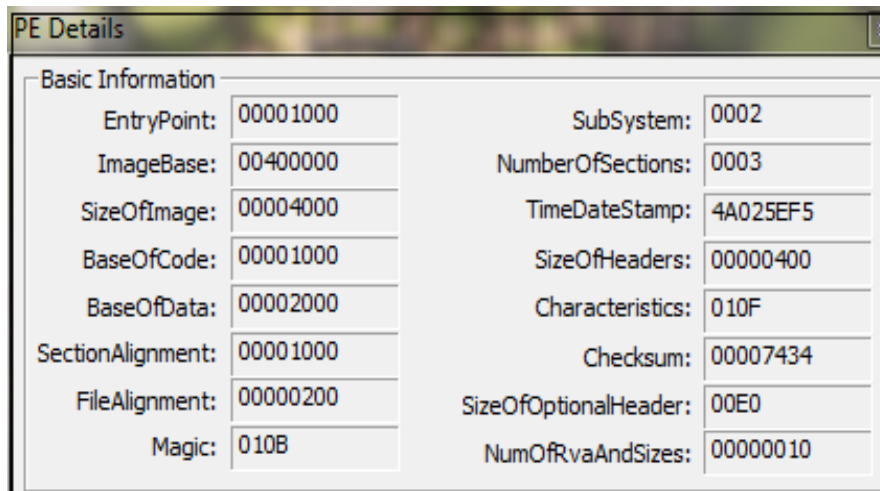 PE Details
Basic Information
EntryPoint: 00001000
ImageBase: 00400000
SizeOfImage: 00004000
BaseOfCode: 00001000
BaseOfData: 00002000
SectionAlignment: 00001000
FileAlignment: 00000200
Magic: 010B
SubSystem: 0002
NumberOfSections: 0003
TimeDateStamp: 4A025EF5
SizeOfHeaders: 00000400
Characteristics: 010F
Checksum: 00007434
SizeOfOptionalHeader: 00E0
NumOfRvaAndSizes: 00000010